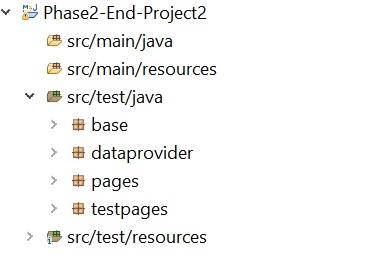 Phase2-End-Project2
src/main/java
src/main/resources
src/test/java
base
dataprovider
pages
testpages
src/test/resources